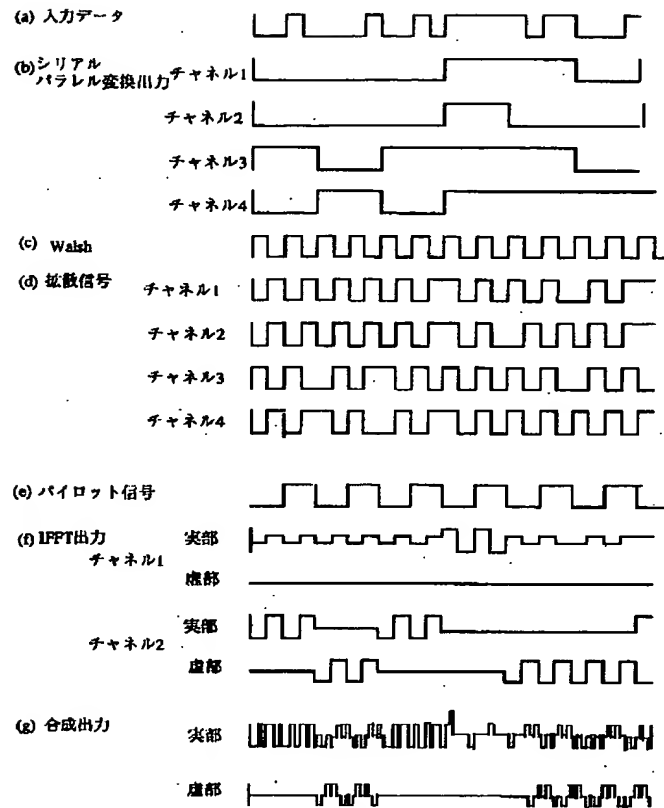 (a) 入力データ
(b) シリアル
パラレル変換出力 チャネル1
チャネル2
チャネル3
チャネル4
(c) Walsh
(d) 拡散信号 チャネル1
チャネル2
チャネル3
チャネル4
(e) パイロット信号
(f) IFPT出力 実部
チャネル1
虚部
実部
チャネル2
虚部
(g) 合成出力 実部
虚部